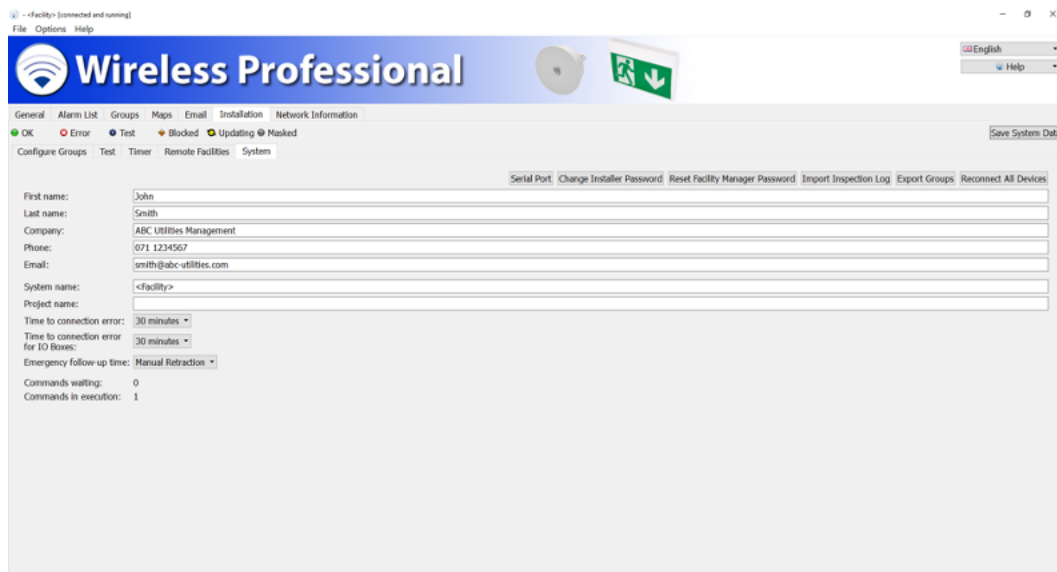 - <Facility> [connected and running]
File Options Help
Wireless Professional
English
Help
General Alarm List Groups Maps Email Installation Network Information
OK Error Test Blocked Updating Masked
Save System Dat
Configure Groups Test Timer Remote Facilities System
Serial Port Change Installer Password Reset Facility Manager Password Import Inspection Log Export Groups Reconnect All Devices
First name: John
Last name: Smith
Company: ABC Utilities Management
Phone: 071 1234567
Email: smith@abc-utilities.com
System name: <Facility>
Project name:
Time to connection error: 30 minutes
Time to connection error
for IO Boxes: 30 minutes
Emergency follow-up time: Manual Retraction
Commands waiting: 0
Commands in execution: 1